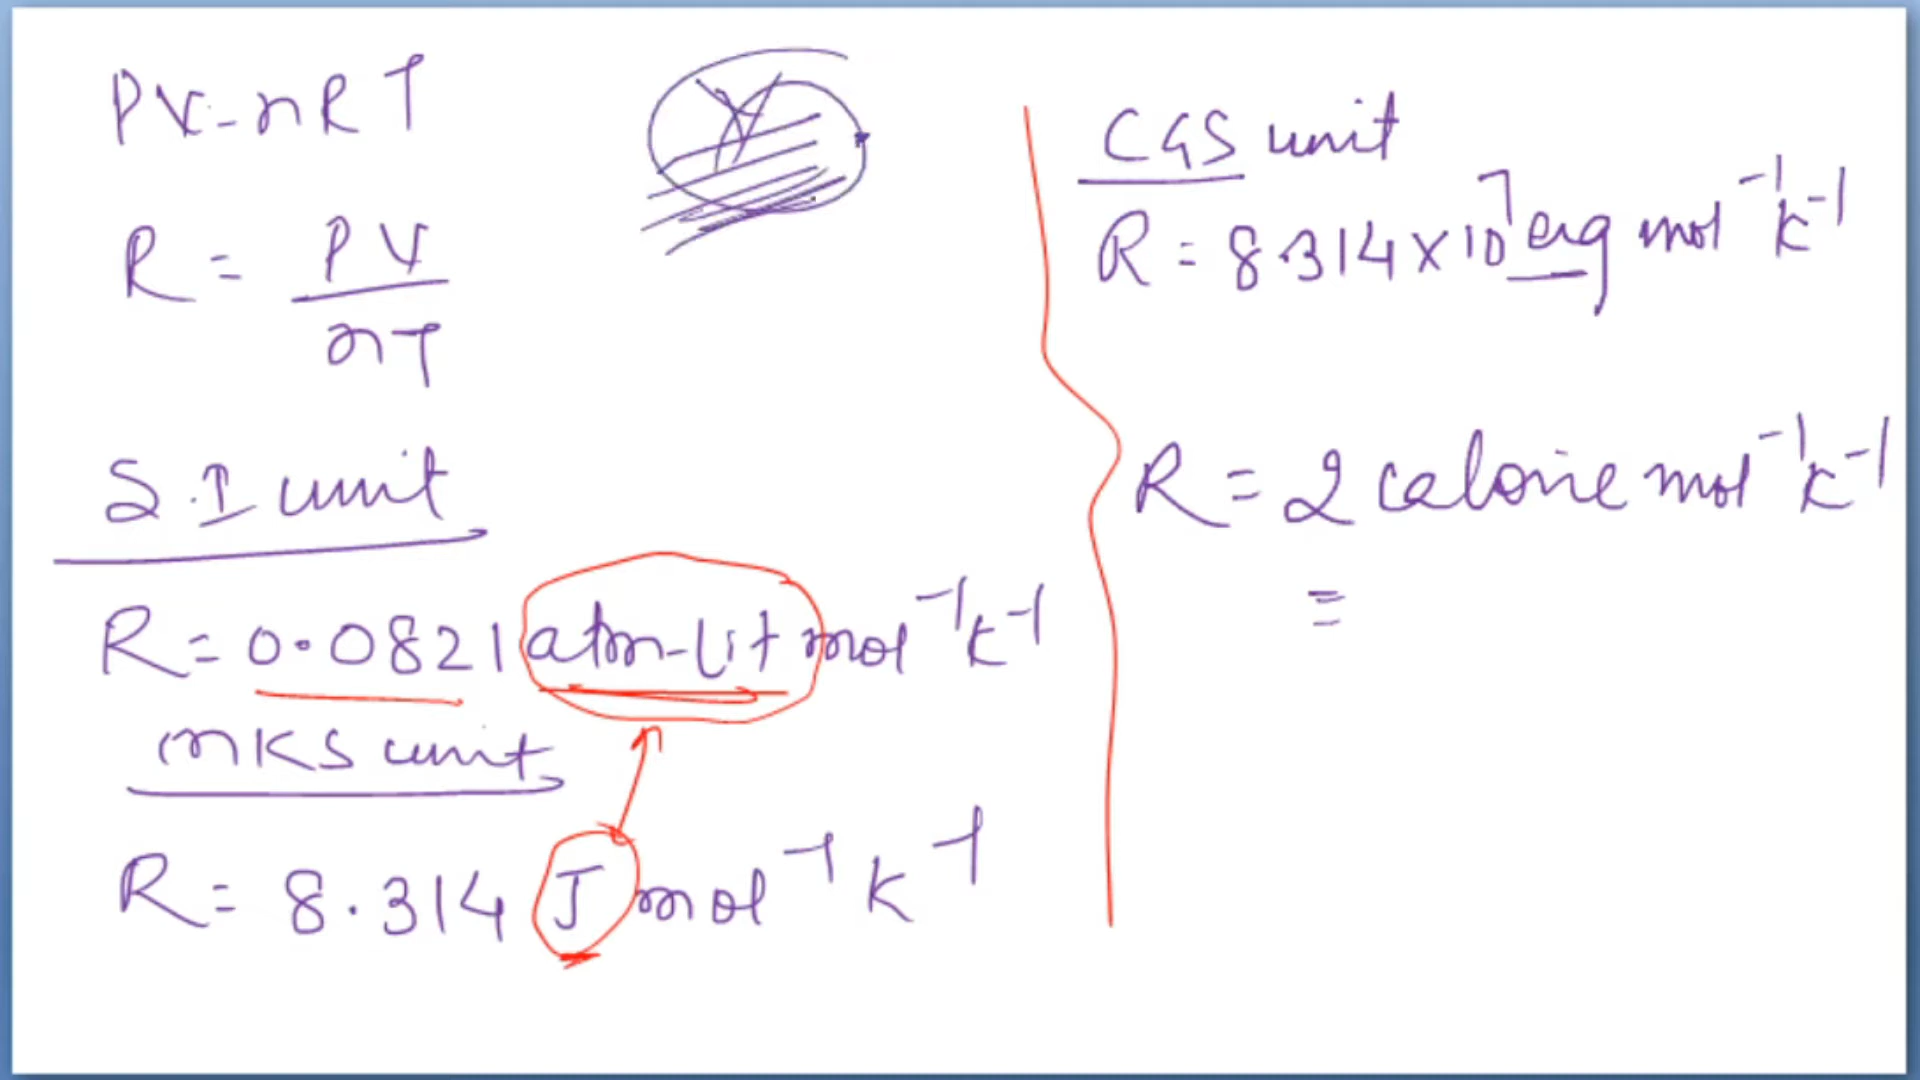 PV=nRT
R = PV
nT
S.I unit
R = 0.0821 atm-lit mol⁻¹ k⁻¹
mKS unit
R = 8.314 J mol⁻¹ k⁻¹
CGS unit
R = 8.314 x 10⁷ erg mol⁻¹ k⁻¹
R = 2 calorie mol⁻¹ k⁻¹
=